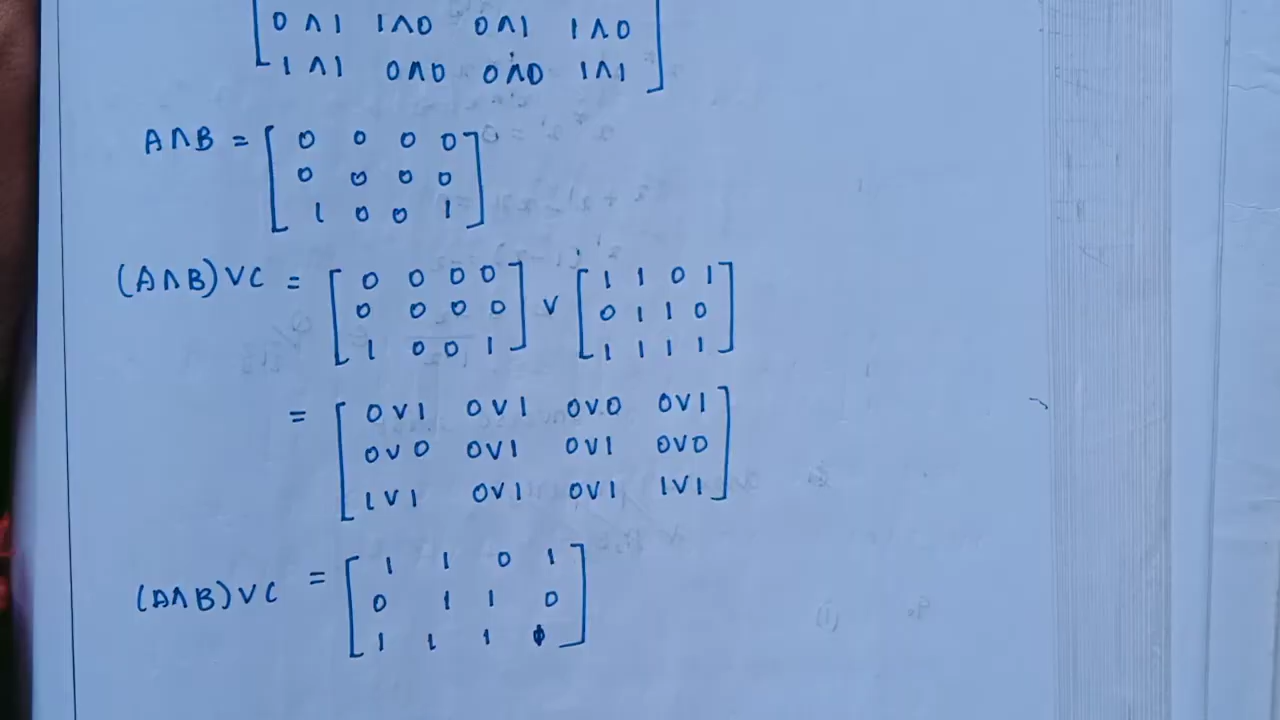 0 ∧ 1 1 ∧ 0 0 ∧ 1 1 ∧ 0
1 ∧ 1 0 ∧ 0 0 ∧ 0 1 ∧ 1
A ∧ B = [ 0 0 0 0
0 0 0 0
1 0 0 1 ]
(A ∧ B) ∨ C = [ 0 0 0 0 ] ∨ [ 1 1 0 1 ]
0 0 0 0 0 1 1 0
1 0 0 1 1 1 1 1
= [ 0 ∨ 1 0 ∨ 1 0 ∨ 0 0 ∨ 1
0 ∨ 0 0 ∨ 1 0 ∨ 1 0 ∨ 0
1 ∨ 1 0 ∨ 1 0 ∨ 1 1 ∨ 1 ]
(A ∧ B) ∨ C = [ 1 1 0 1
0 1 1 0
1 1 1 ]